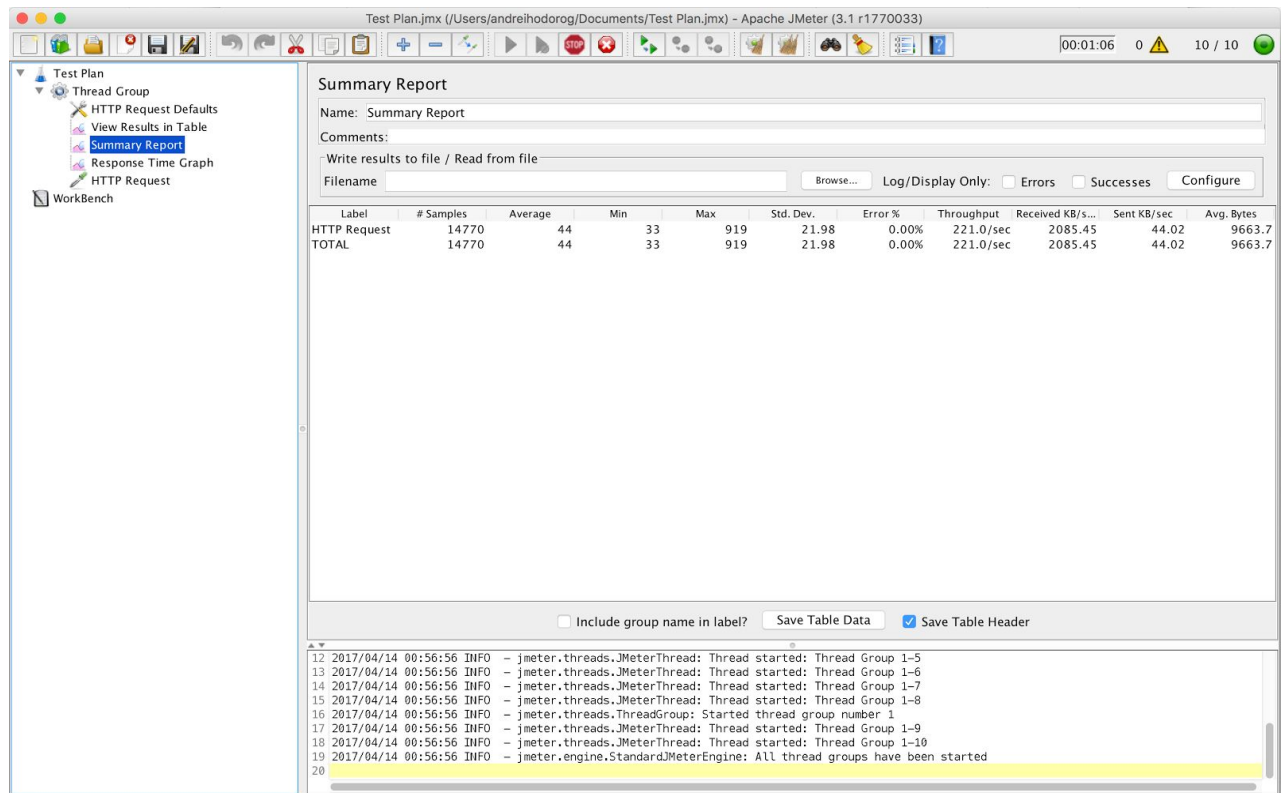 Test Plan.jmx (/Users/andreihodorog/Documents/Test Plan.jmx) - Apache JMeter (3.1 r1770033)
STOP 00:01:06 0 10 / 10
Test Plan
Thread Group
HTTP Request Defaults
View Results in Table
Summary Report
Response Time Graph
HTTP Request
WorkBench
Summary Report
Name: Summary Report
Comments:
Write results to file / Read from file
Filename Browse... Log/Display Only: Errors Successes Configure
Label # Samples Average Min Max Std. Dev. Error % Throughput Received KB/s... Sent KB/sec Avg. Bytes
HTTP Request 14770 44 33 919 21.98 0.00% 221.0/sec 2085.45 44.02 9663.7
TOTAL 14770 44 33 919 21.98 0.00% 221.0/sec 2085.45 44.02 9663.7
Include group name in label? Save Table Data Save Table Header
12 2017/04/14 00:56:56 INFO - jmeter.threads.JMeterThread: Thread started: Thread Group 1-5
13 2017/04/14 00:56:56 INFO - jmeter.threads.JMeterThread: Thread started: Thread Group 1-6
14 2017/04/14 00:56:56 INFO - jmeter.threads.JMeterThread: Thread started: Thread Group 1-7
15 2017/04/14 00:56:56 INFO - jmeter.threads.JMeterThread: Thread started: Thread Group 1-8
16 2017/04/14 00:56:56 INFO - jmeter.threads.ThreadGroup: Started thread group number 1
17 2017/04/14 00:56:56 INFO - jmeter.threads.JMeterThread: Thread started: Thread Group 1-9
18 2017/04/14 00:56:56 INFO - jmeter.threads.JMeterThread: Thread started: Thread Group 1-10
19 2017/04/14 00:56:56 INFO - jmeter.engine.StandardJMeterEngine: All thread groups have been started
20